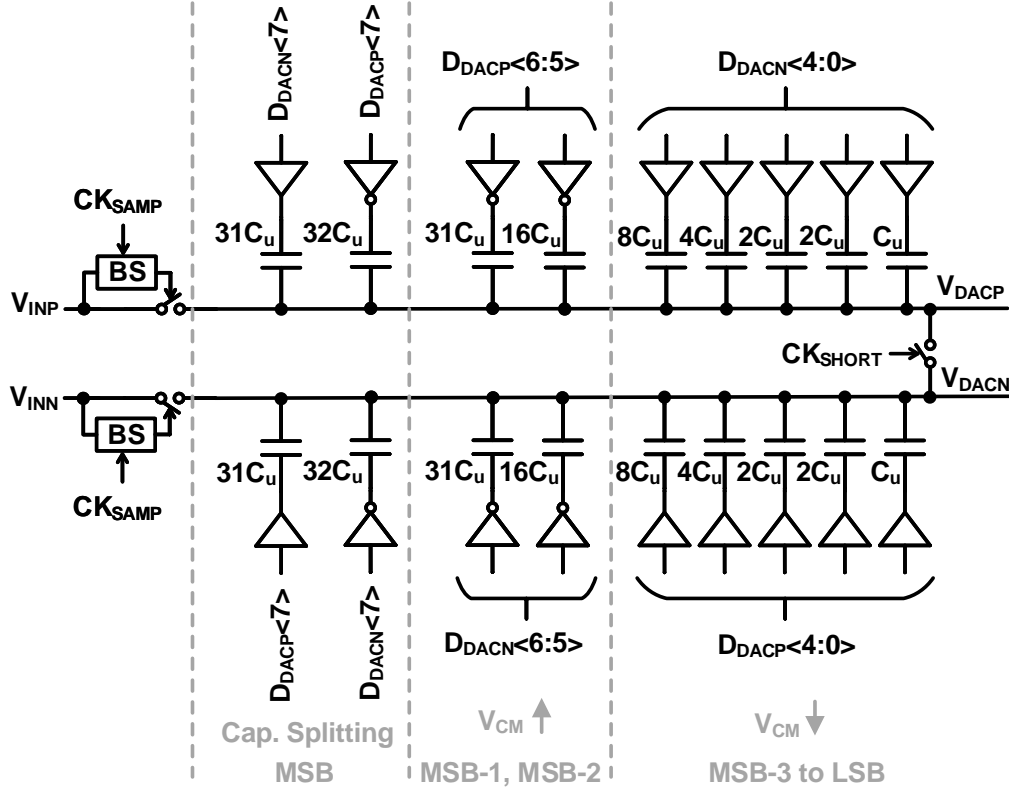 D_DACN<7>
D_DACP<7>
D_DACP<6:5>
D_DACN<4:0>
CK_SAMP
BS
31C_u
32C_u
31C_u
16C_u
8C_u
4C_u
2C_u
2C_u
C_u
V_INP
V_DACP
CK_SHORT
V_INN
V_DACN
BS
31C_u
32C_u
31C_u
16C_u
8C_u
4C_u
2C_u
2C_u
C_u
CK_SAMP
D_DACP<7>
D_DACN<7>
D_DACN<6:5>
D_DACP<4:0>
Cap. Splitting
MSB
V_CM ↑
MSB-1, MSB-2
V_CM ↓
MSB-3 to LSB